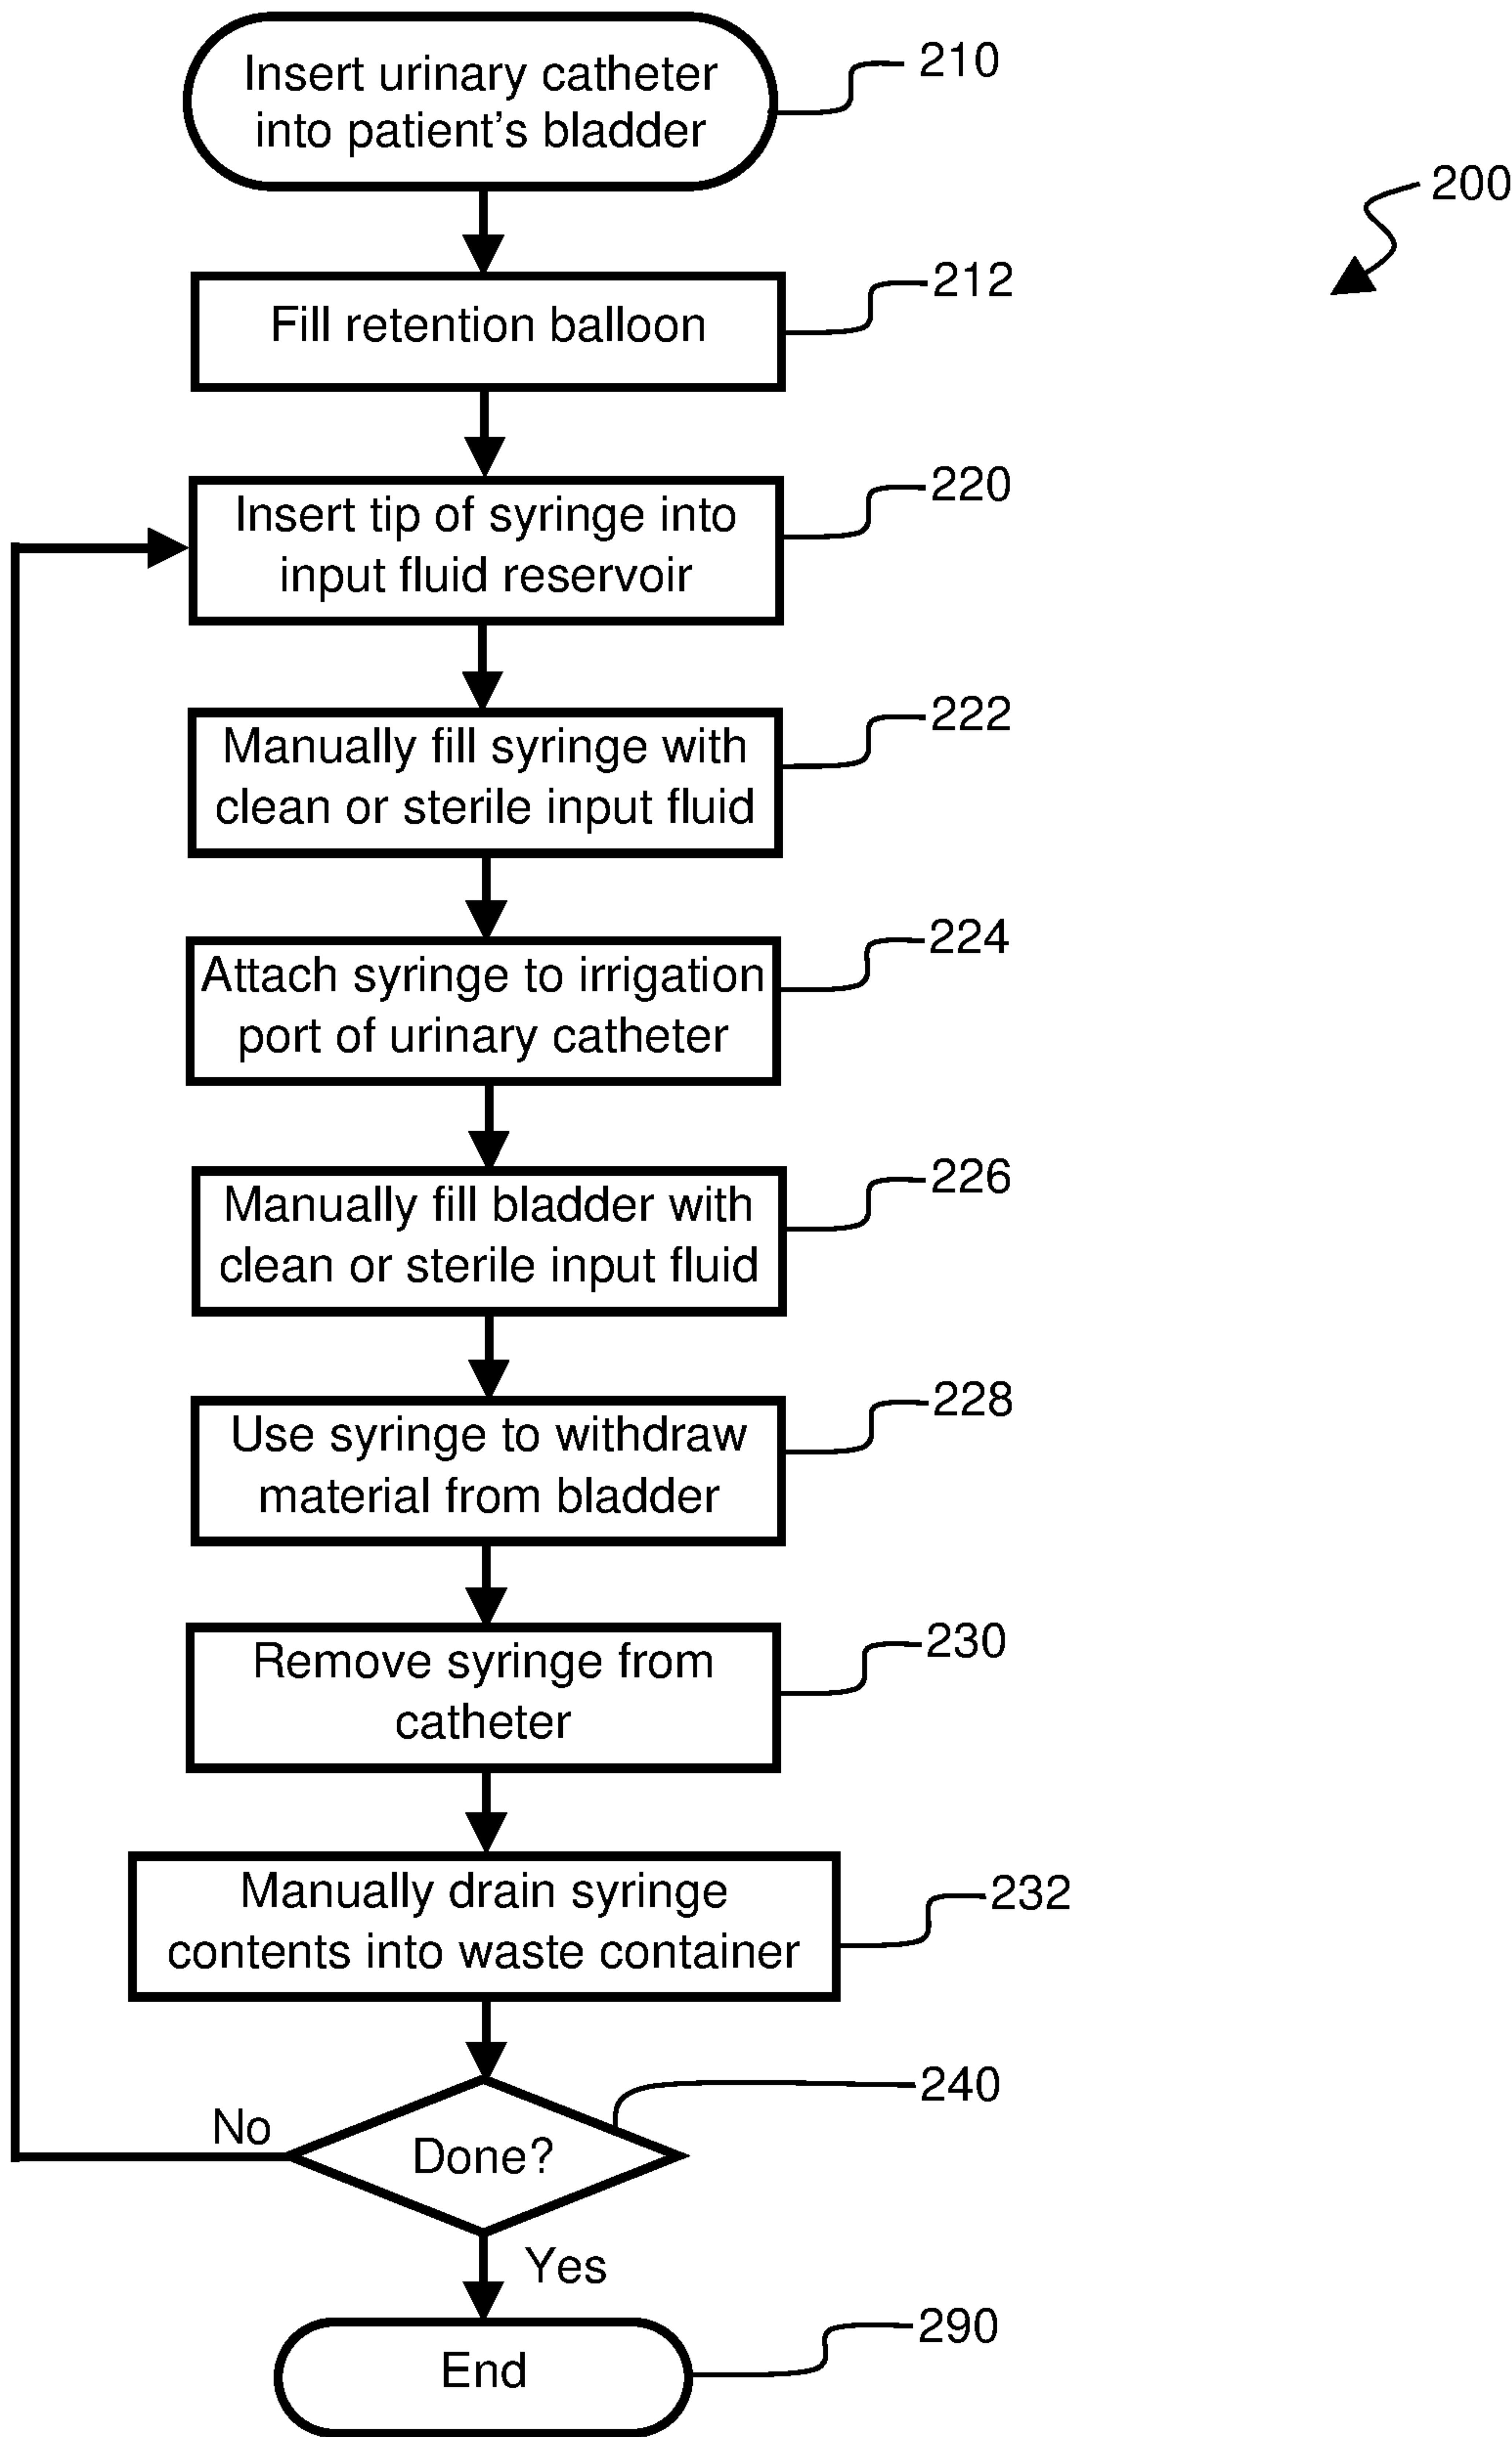 Insert urinary catheter
into patient's bladder
210
200
Fill retention balloon
212
Insert tip of syringe into
input fluid reservoir
220
Manually fill syringe with
clean or sterile input fluid
222
Attach syringe to irrigation
port of urinary catheter
224
Manually fill bladder with
clean or sterile input fluid
226
Use syringe to withdraw
material from bladder
228
Remove syringe from
catheter
230
Manually drain syringe
contents into waste container
232
240
No
Done?
Yes
290
End